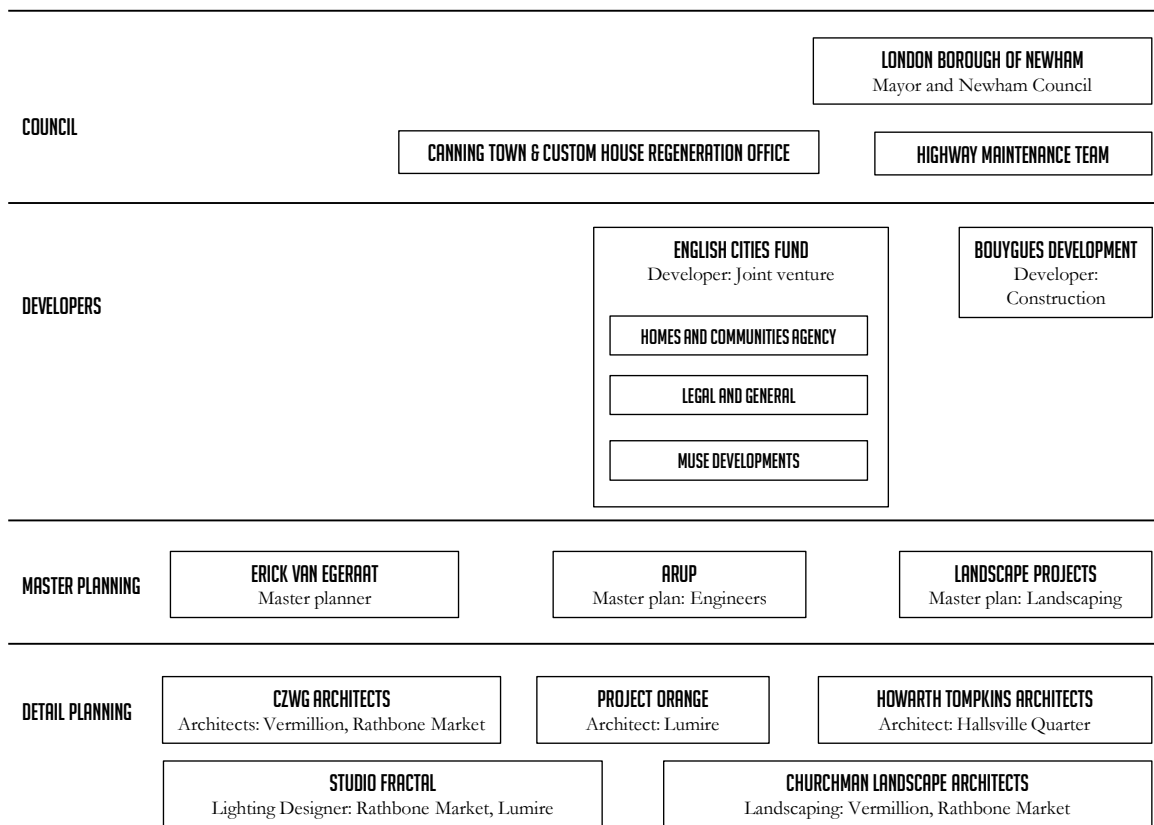 LONDON BOROUGH OF NEWHAM
Mayor and Newham Council
COUNCIL
CANNING TOWN & CUSTOM HOUSE REGENERATION OFFICE
HIGHWAY MAINTENANCE TEAM
ENGLISH CITIES FUND
Developer: Joint venture
BOUYGUES DEVELOPMENT
Developer:
Construction
DEVELOPERS
HOMES AND COMMUNITIES AGENCY
LEGAL AND GENERAL
MUSE DEVELOPMENTS
MASTER PLANNING
ERICK VAN EGERAAT
Master planner
ARUP
Master plan: Engineers
LANDSCAPE PROJECTS
Master plan: Landscaping
DETAIL PLANNING
CZWG ARCHITECTS
Architects: Vermillion, Rathbone Market
PROJECT ORANGE
Architect: Lumire
HOWARTH TOMPKINS ARCHITECTS
Architect: Hallsville Quarter
STUDIO FRACTAL
Lighting Designer: Rathbone Market, Lumire
CHURCHMAN LANDSCAPE ARCHITECTS
Landscaping: Vermillion, Rathbone Market